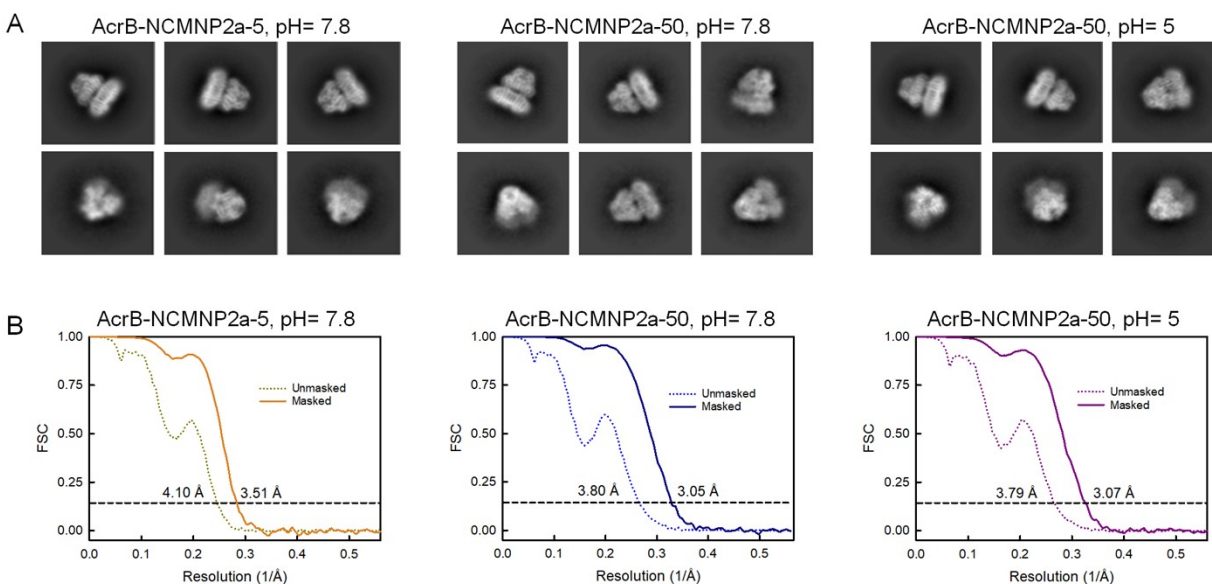 A
AcrB-NCMNP2a-5, pH= 7.8
AcrB-NCMNP2a-50, pH= 7.8
AcrB-NCMNP2a-50, pH= 5
B
AcrB-NCMNP2a-5, pH= 7.8
1.00
0.75
0.50
0.25
0.00
FSC
Unmasked
Masked
4.10 Å
3.51 Å
0.0 0.1 0.2 0.3 0.4 0.5
Resolution (1/Å)
AcrB-NCMNP2a-50, pH= 7.8
1.00
0.75
0.50
0.25
0.00
FSC
Unmasked
Masked
3.80 Å
3.05 Å
0.0 0.1 0.2 0.3 0.4 0.5
Resolution (1/Å)
AcrB-NCMNP2a-50, pH= 5
1.00
0.75
0.50
0.25
0.00
FSC
Unmasked
Masked
3.79 Å
3.07 Å
0.0 0.1 0.2 0.3 0.4 0.5
Resolution (1/Å)